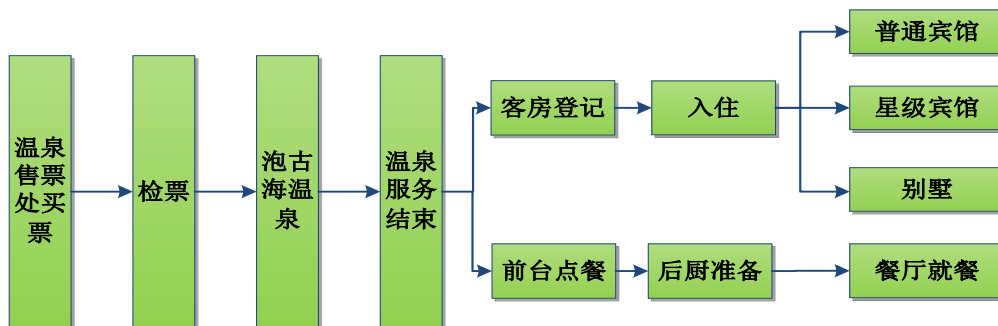 温泉
售票
处买
票
检票
泡古
海温
泉
温泉
服务
结束
客房登记
入住
普通宾馆
星级宾馆
别墅
前台点餐
后厨准备
餐厅就餐